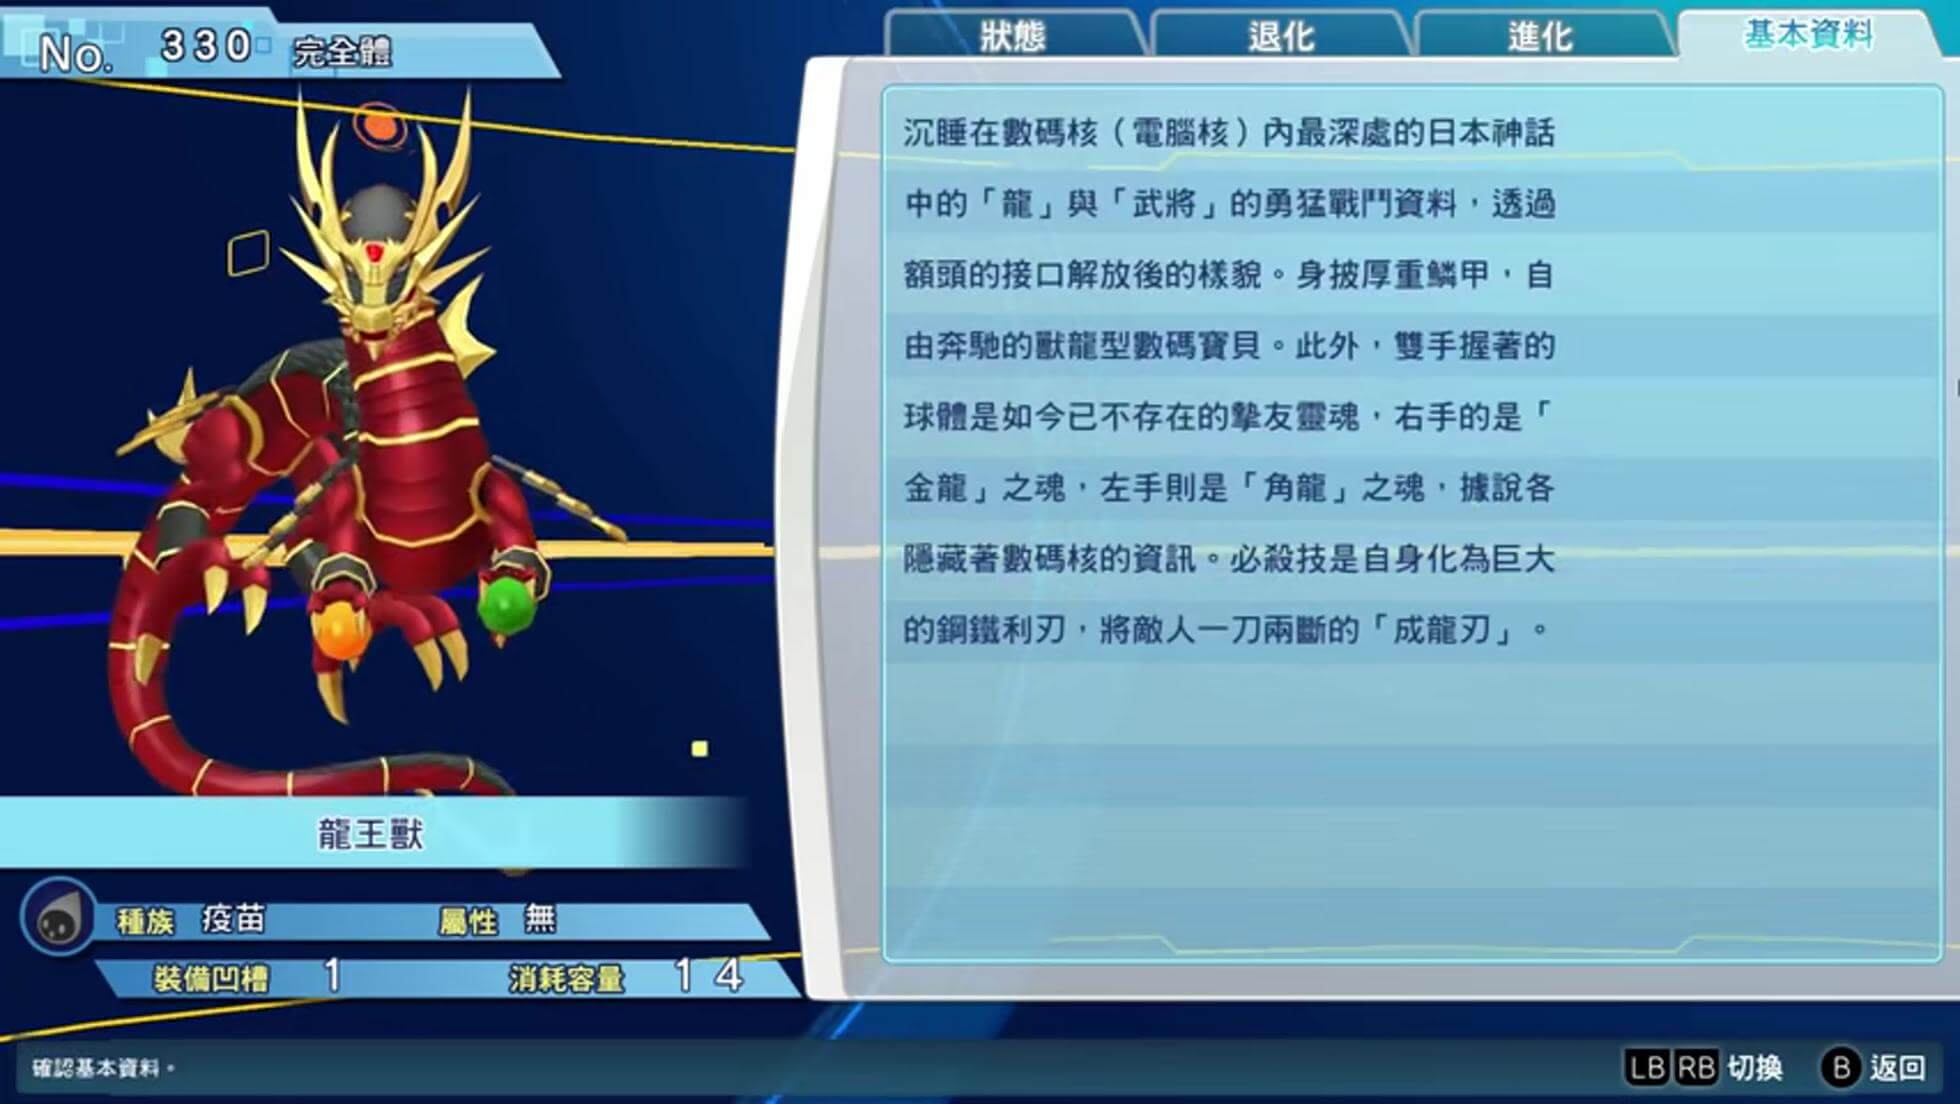 No. 330 完全體
狀態 退化 進化 基本資料
沉睡在數碼核（電腦核）內最深處的日本神話
中的「龍」與「武將」的勇猛戰鬥資料，透過
額頭的接口解放後的樣貌。身披厚重鱗甲，自
由奔馳的獸龍型數碼寶貝。此外，雙手握著的
球體是如今已不存在的摯友靈魂，右手的是「
金龍」之魂，左手則是「角龍」之魂，據說各
隱藏著數碼核的資訊。必殺技是自身化為巨大
的鋼鐵利刃，將敵人一刀兩斷的「成龍刃」。
龍王獸
種族 疫苗 屬性 無
裝備凹槽 1 消耗容量 14
確認基本資料。
LB RB 切換 B 返回